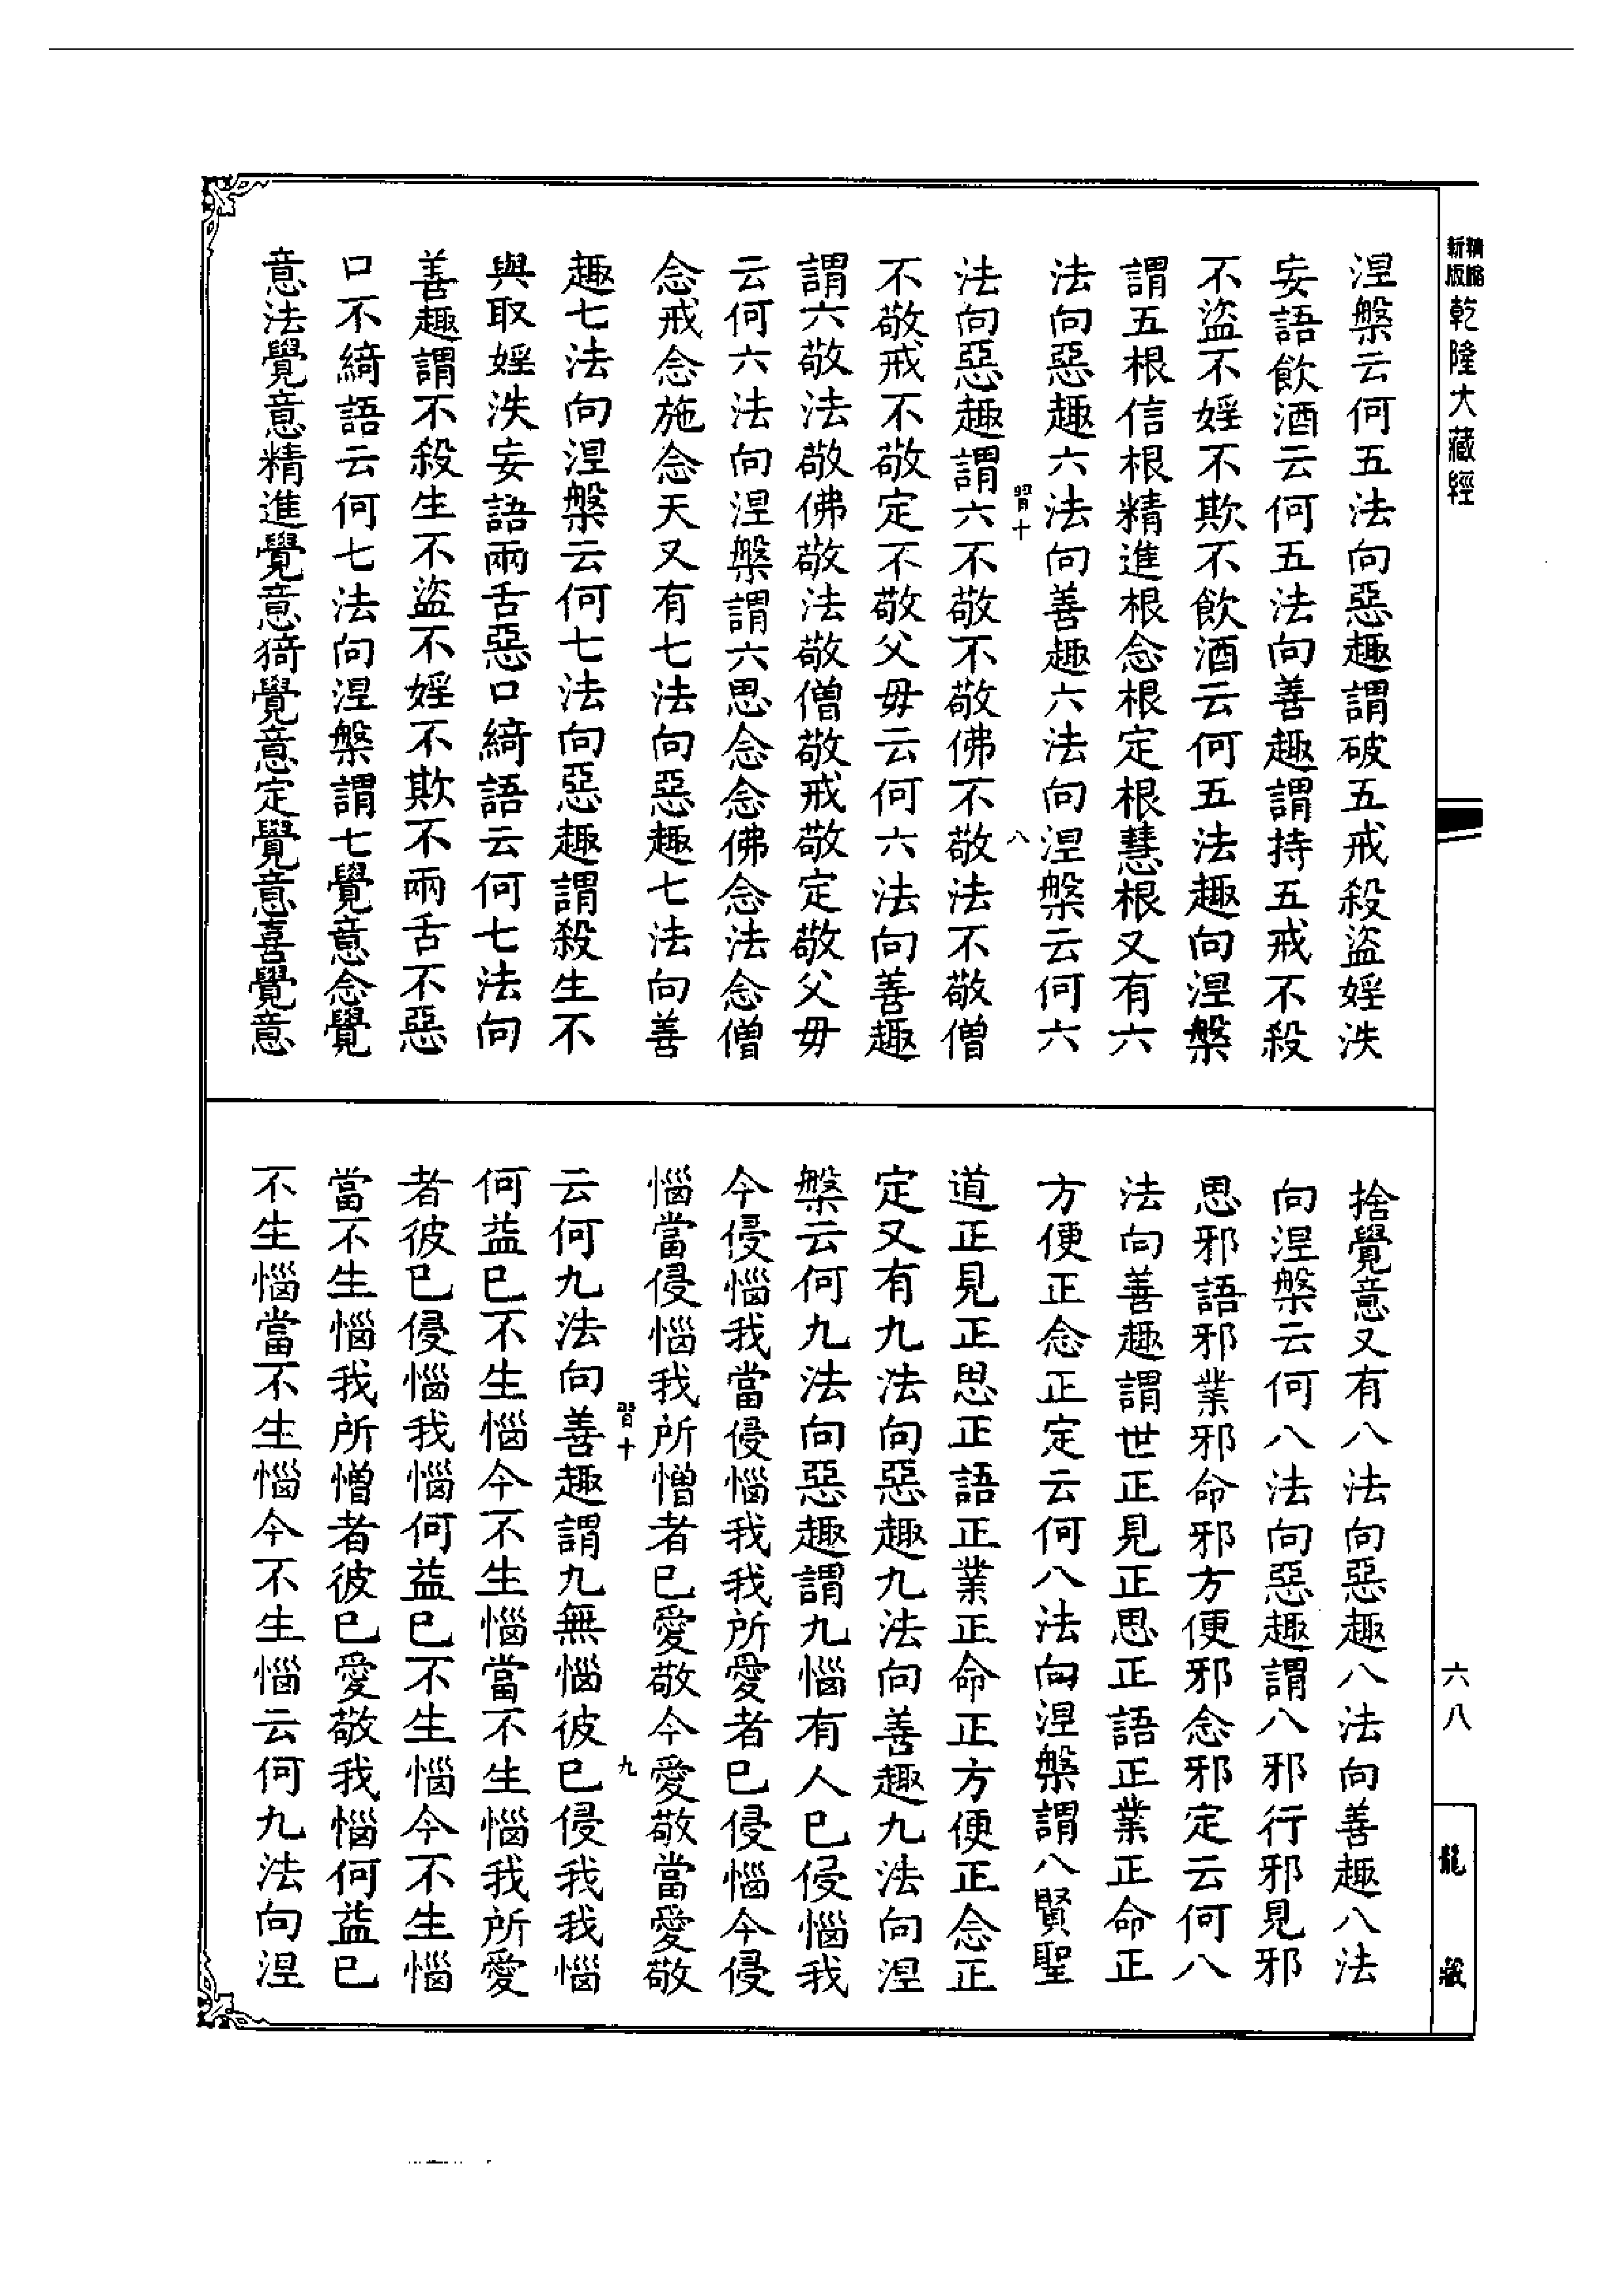 精縮
新版
乾隆大藏經
涅槃云何五法向惡趣謂破五戒殺盜婬泆
妄語飲酒云何五法向善趣謂持五戒不殺
不盜不婬不欺不飲酒云何五法趣向涅槃
謂五根信根精進根念根定根慧根又有六
法向惡趣六法向善趣六法向涅槃云何六
習十
八
法向惡趣謂六不敬不敬佛不敬法不敬僧
不敬戒不敬定不敬父毋云何六法向善趣
謂六敬法敬佛敬法敬僧敬戒敬定敬父毋
云何六法向涅槃謂六思念念佛念法念僧
念戒念施念天又有七法向惡趣七法向善
趣七法向涅槃云何七法向惡趣謂殺生不
與取婬泆妄語兩舌惡口綺語云何七法向
善趣謂不殺生不盜不婬不欺不兩舌不惡
口不綺語云何七法向涅槃謂七覺意念覺
意法覺意精進覺意猗覺意定覺意喜覺意
捨覺意又有八法向惡趣八法向善趣八法
向涅槃云何八法向惡趣謂八邪行邪見邪
思邪語邪業邪命邪方便邪念邪定云何八
法向善趣謂世正見正思正語正業正命正
方便正念正定云何八法向涅槃謂八賢聖
道正見正思正語正業正命正方便正念正
定又有九法向惡趣九法向善趣九法向涅
槃云何九法向惡趣謂九惱有人已侵惱我
今侵惱我當侵惱我我所愛者已侵惱今侵
惱當侵惱我所憎者已愛敬今愛敬當愛敬
習十
九
云何九法向善趣謂九無惱彼已侵我我惱
何益已不生惱今不生惱當不生惱我所愛
者彼已侵惱我惱何益已不生惱今不生惱
當不生惱我所憎者彼已愛敬我惱何益已
不生惱當不生惱今不生惱云何九法向涅
六八
龍藏